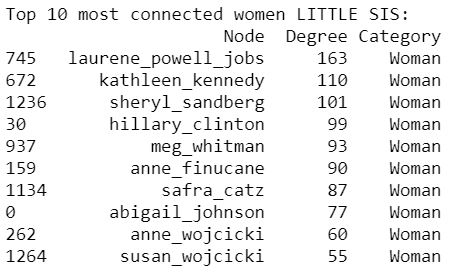 Top 10 most connected women LITTLE SIS:
Node Degree Category
745 laurene_powell_jobs 163 Woman
672 kathleen_kennedy 110 Woman
1236 sheryl_sandberg 101 Woman
30 hillary_clinton 99 Woman
937 meg_whitman 93 Woman
159 anne_finucane 90 Woman
1134 safra_catz 87 Woman
0 abigail_johnson 77 Woman
262 anne_wojcicki 60 Woman
1264 susan_wojcicki 55 Woman